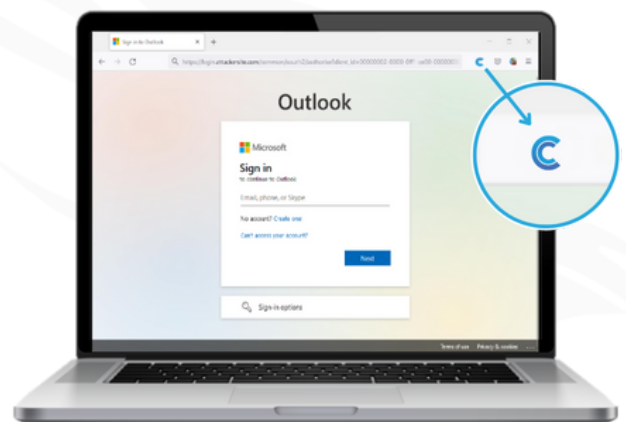 Sign in to Outlook
https://login.attackersite.com/common/oauth2/authorize?client_id=00000002-0000-0ff1-ce00-000000
Outlook
Microsoft
Sign in
to continue to Outlook
Email, phone, or Skype
No account? Create one!
Can't access your account?
Next
Sign-in options
Terms of use Privacy & cookies ...
C